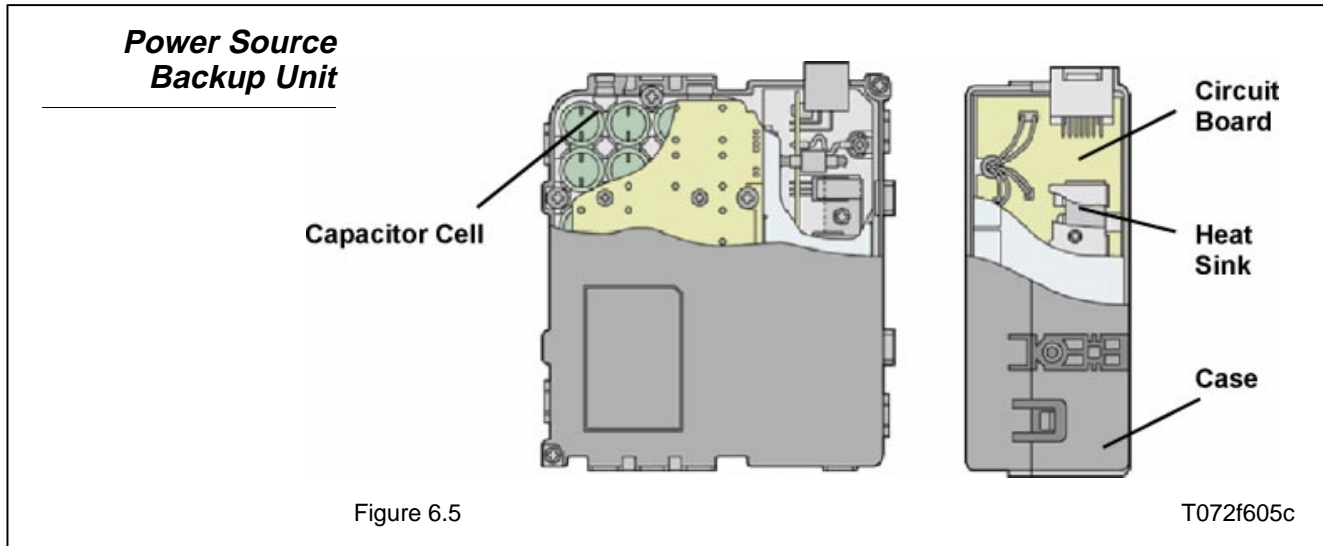 Power Source
Backup Unit
Capacitor Cell
Circuit
Board
Heat
Sink
Case
Figure 6.5
T072f605c